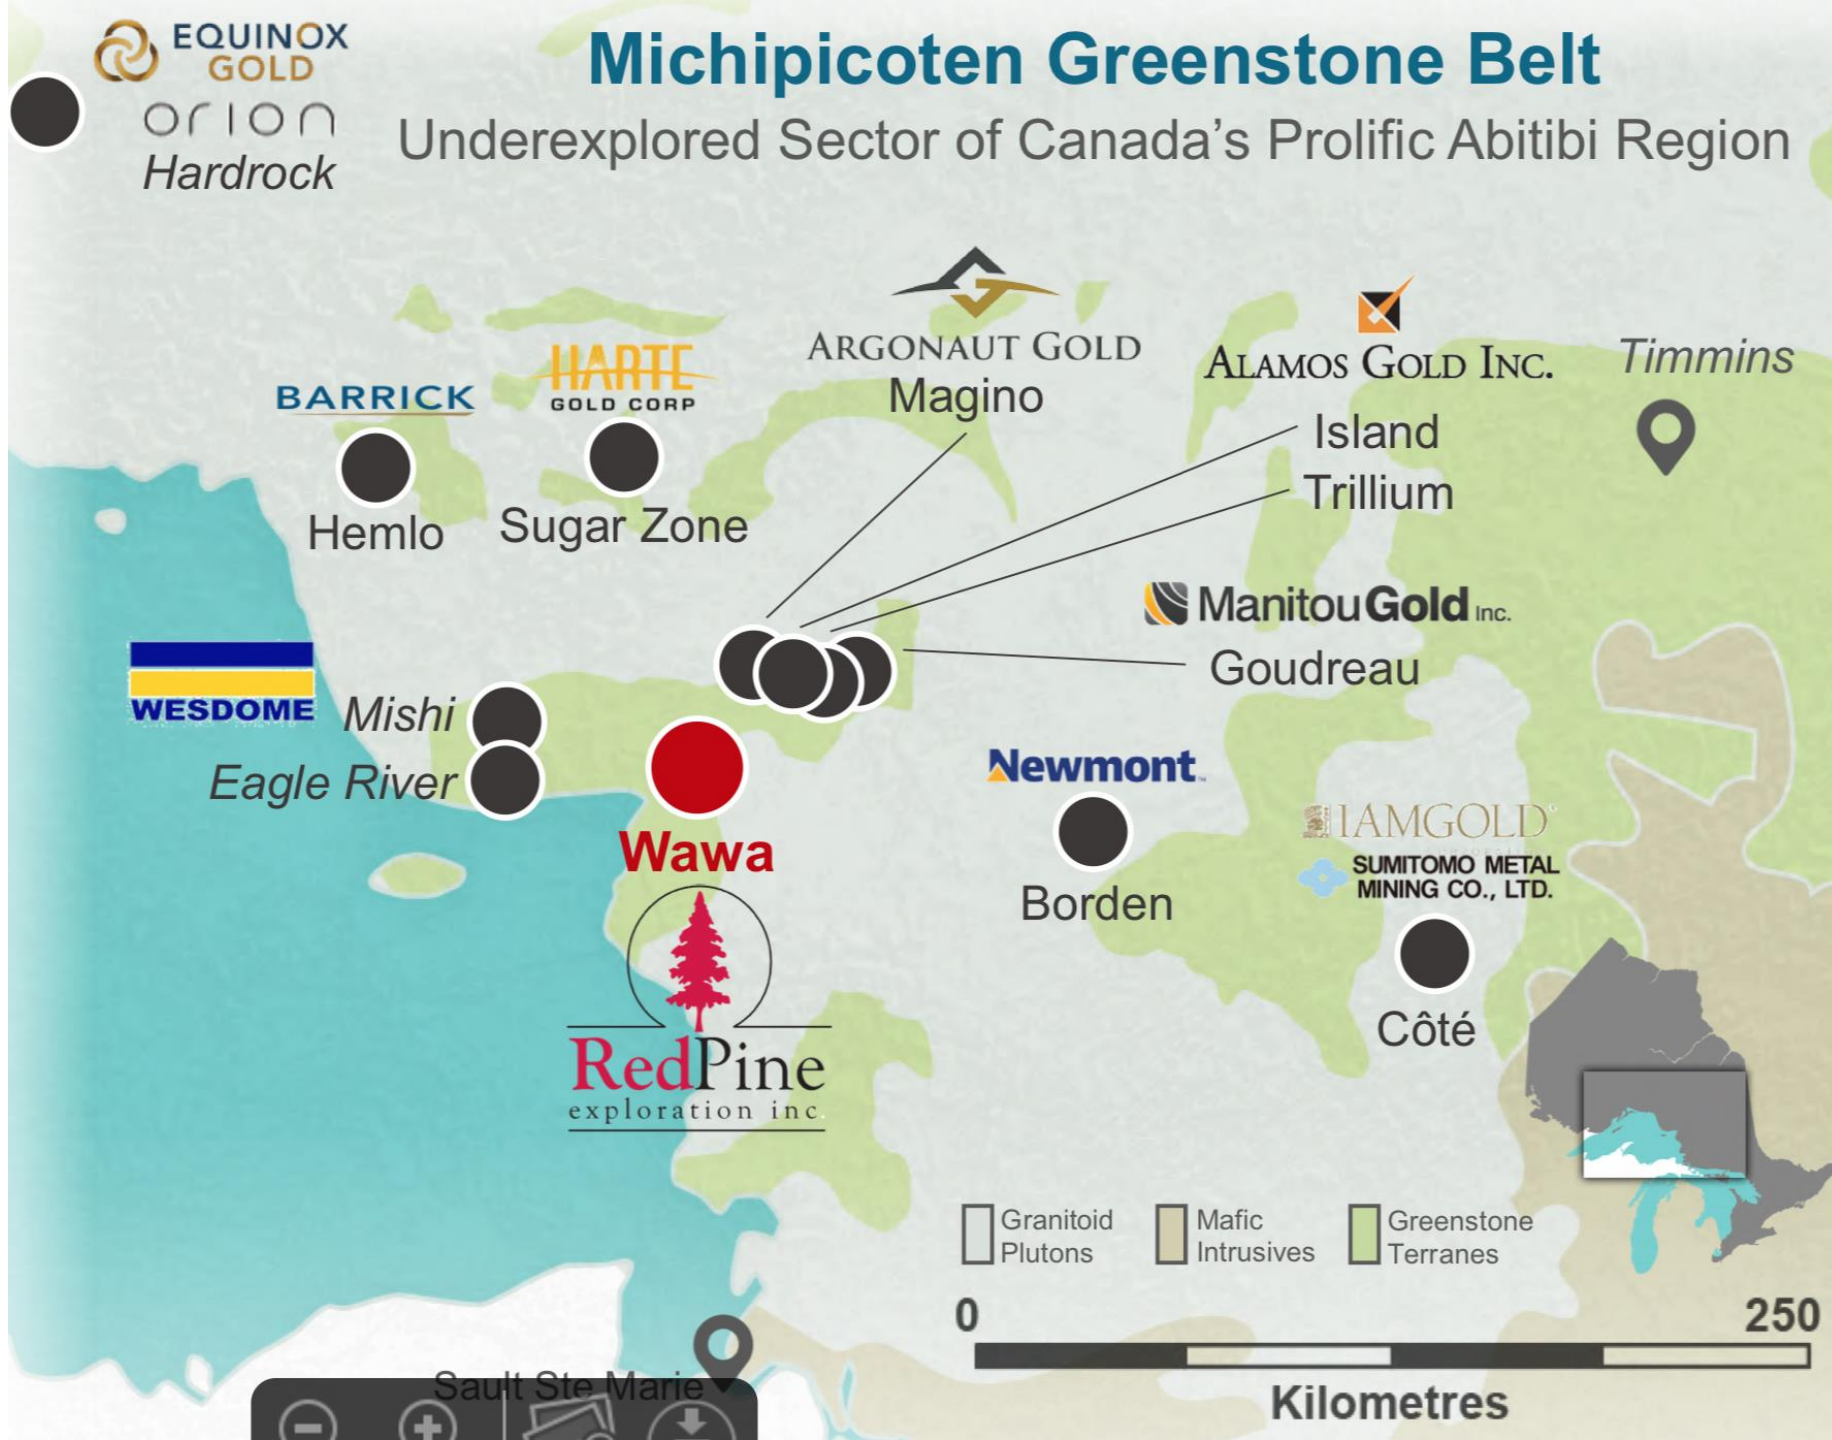 EQUINOX
GOLD
orion
Hardrock
Michipicoten Greenstone Belt
Underexplored Sector of Canada's Prolific Abitibi Region
BARRICK
Hemlo
HARTE
GOLD CORP
Sugar Zone
ARGONAUT GOLD
Magino
ALAMOS GOLD INC.
Island
Trillium
Timmins
ManitouGold Inc.
Goudreau
WESDOME
Mishi
Eagle River
Wawa
RedPine
exploration inc.
Newmont
Borden
IAMGOLD
SUMITOMO METAL
MINING CO., LTD.
Côté
Granitoid
Plutons
Mafic
Intrusives
Greenstone
Terranes
0
250
Kilometres
Sault Ste Marie